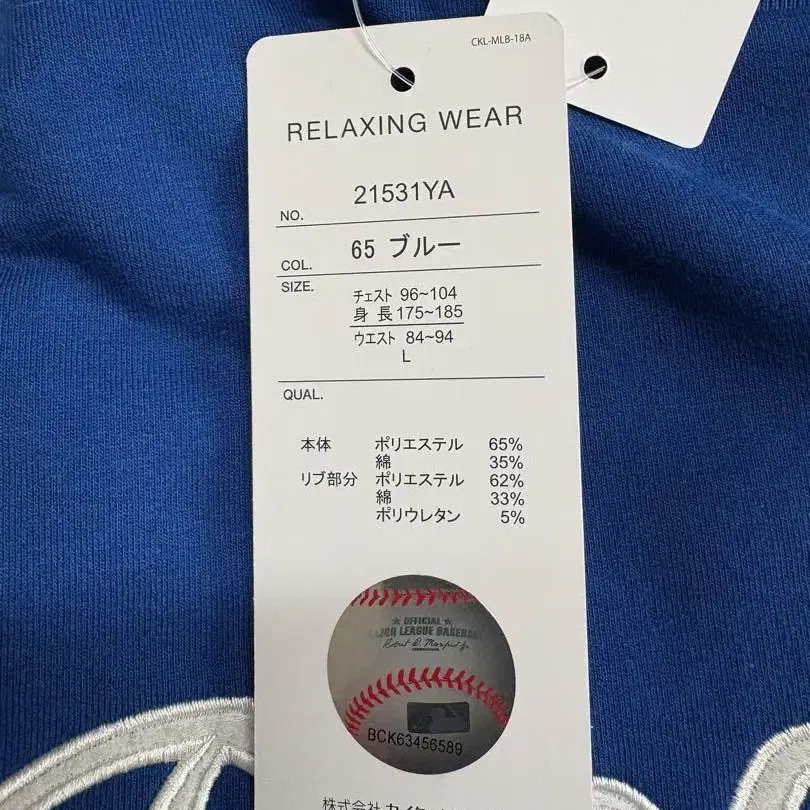 CKL-MLB-18A
RELAXING WEAR
NO. 21531YA
COL. 65 ブルー
SIZE. チェスト 96~104
身長 175~185
ウエスト 84~94
L
QUAL.
本体 ポリエステル 65%
綿 35%
リブ部分 ポリエステル 62%
綿 33%
ポリウレタン 5%
OFFICIAL
MAJOR LEAGUE BASEBALL
BCK63456589
株式会社